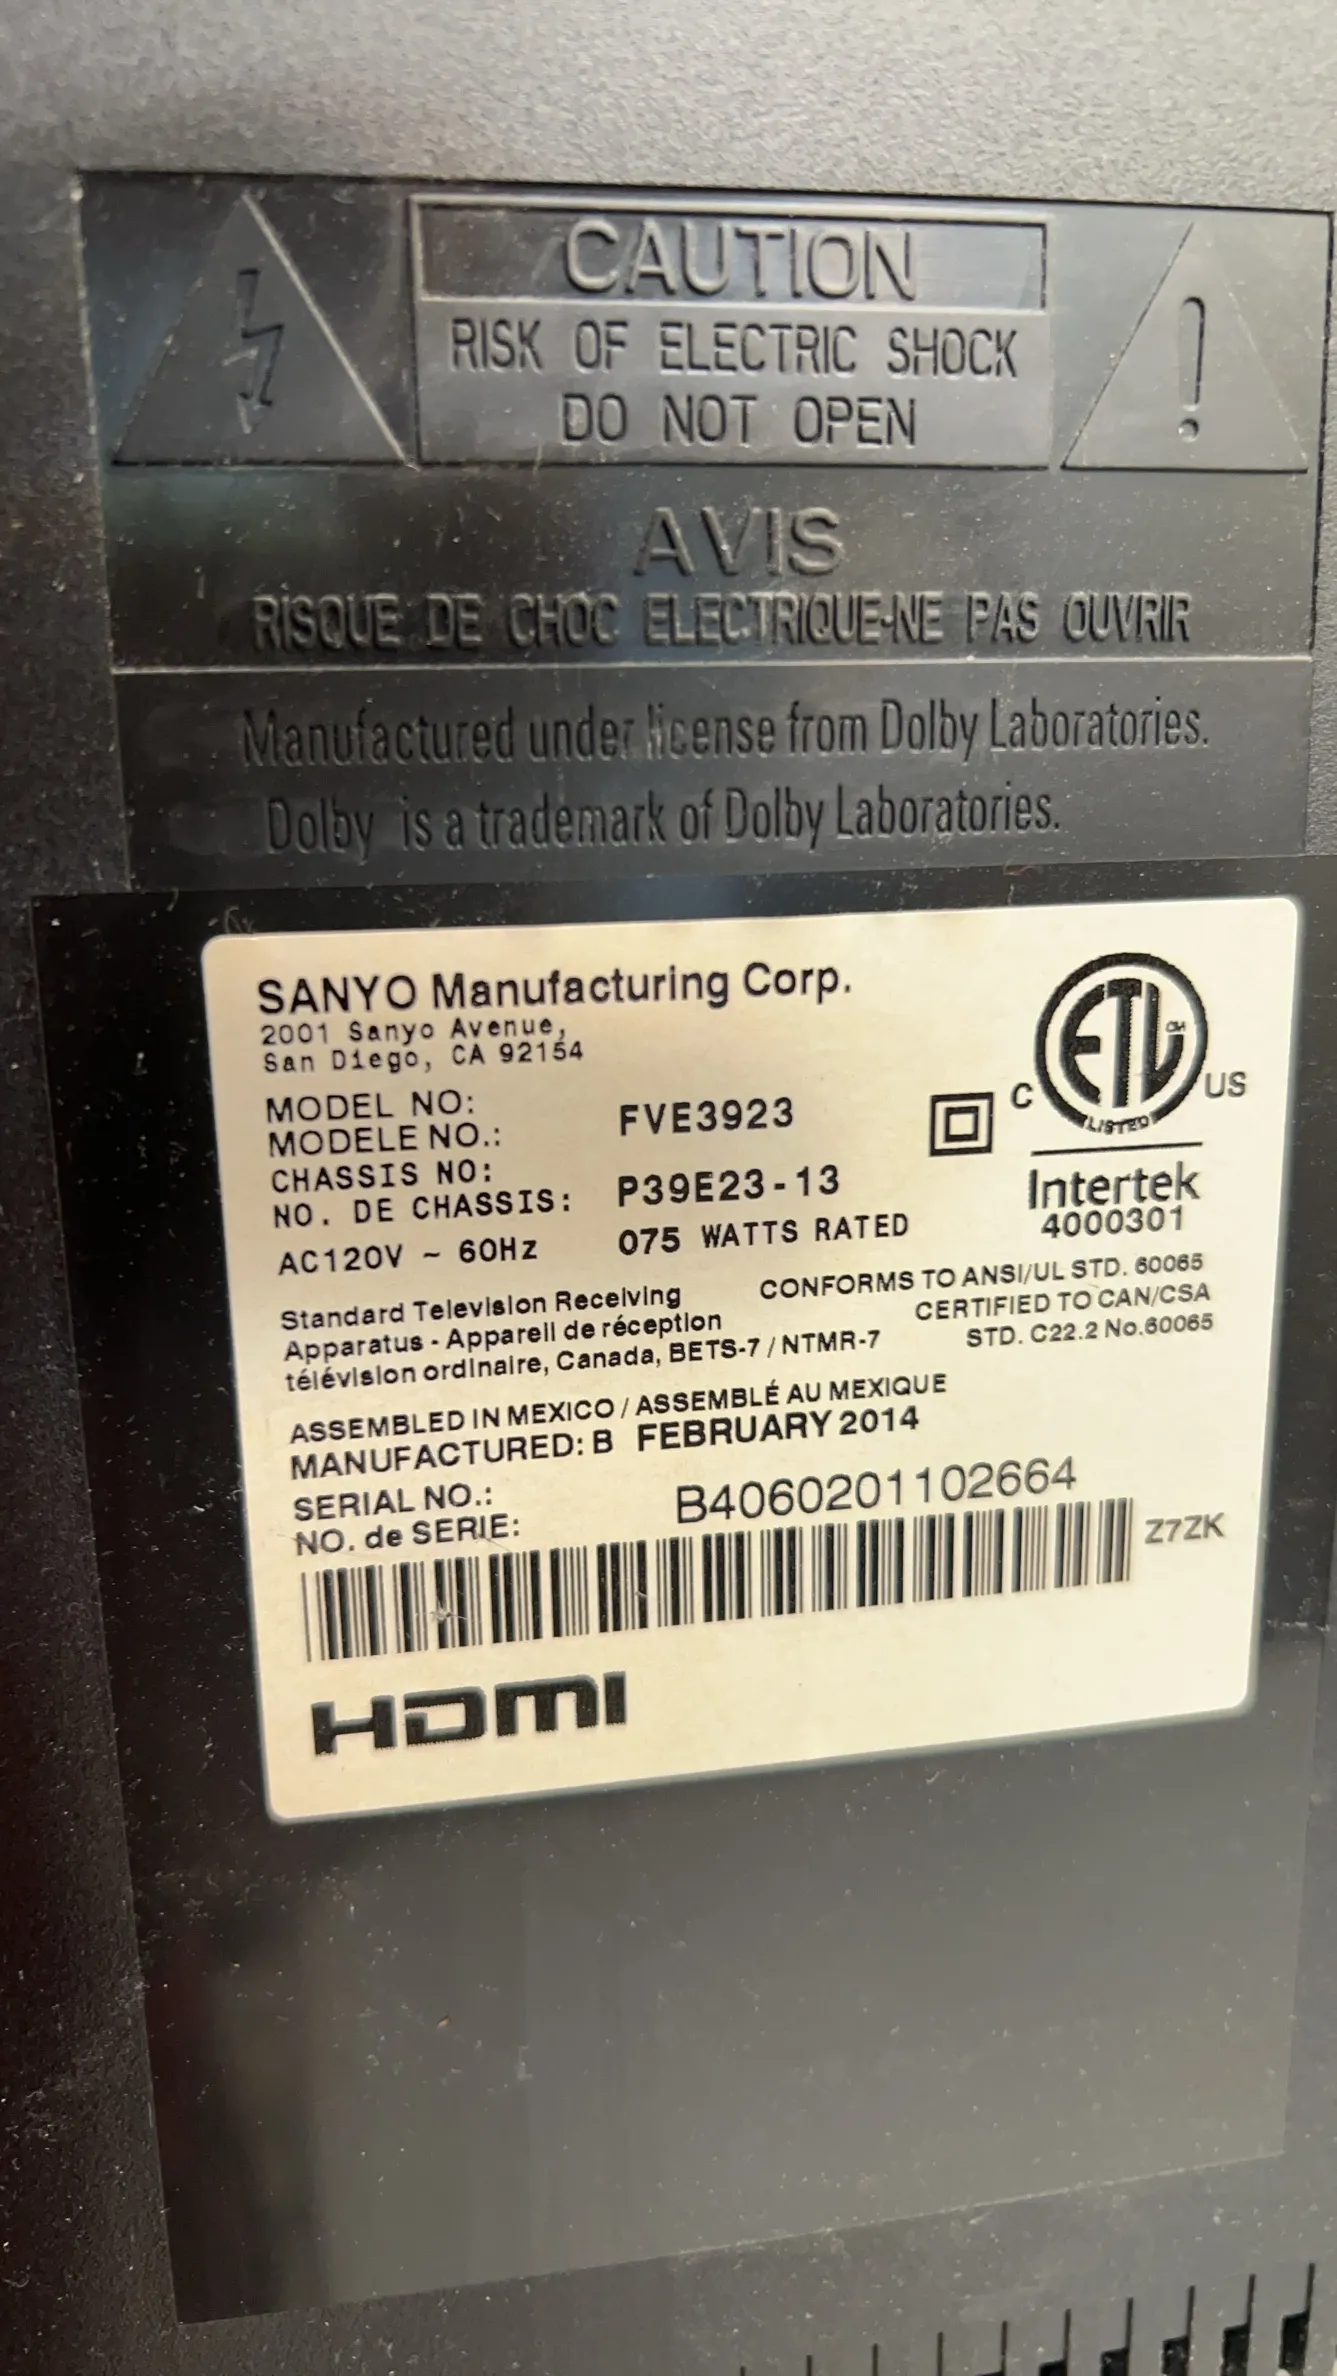 CAUTION
RISK OF ELECTRIC SHOCK
DO NOT OPEN
AVIS
RISQUE DE CHOC ELECTRIQUE-NE PAS OUVRIR
Manufactured under license from Dolby Laboratories.
Dolby is a trademark of Dolby Laboratories.
SANYO Manufacturing Corp.
2001 Sanyo Avenue,
San Diego, CA 92154
MODEL NO:
MODELE NO.: FVE3923
CHASSIS NO:
NO. DE CHASSIS: P39E23-13
AC120V ~ 60Hz 075 WATTS RATED
C ETL CM US
LISTED
Intertek
4000301
Standard Television Receiving
Apparatus - Appareil de réception
télévision ordinaire, Canada, BETS-7 / NTMR-7
CONFORMS TO ANSI/UL STD. 60065
CERTIFIED TO CAN/CSA
STD. C22.2 No.60065
ASSEMBLED IN MEXICO / ASSEMBLÉ AU MEXIQUE
MANUFACTURED: B FEBRUARY 2014
SERIAL NO.:
NO. de SERIE: B4060201102664
Z7ZK
HDMI